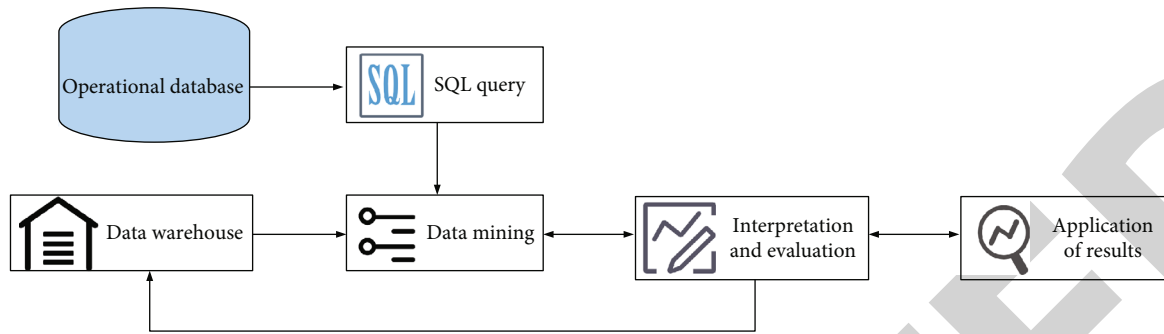 Operational database
SQL
SQL query
Data warehouse
Data mining
Interpretation
and evaluation
Application
of results